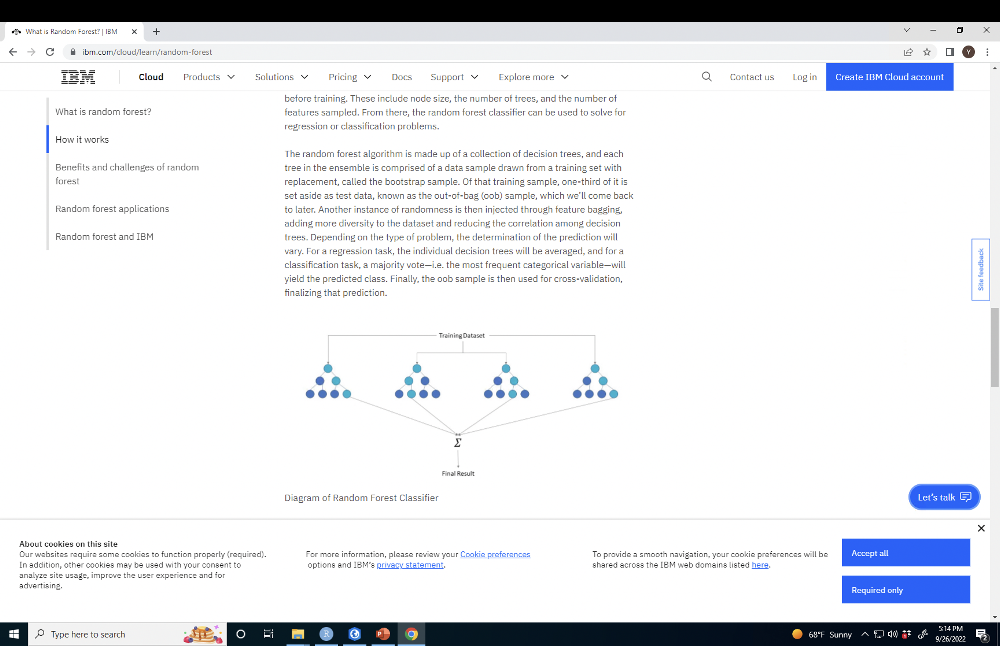 What is Random Forest? | IBM
ibm.com/cloud/learn/random-forest
Y
IBM
Cloud
Products
Solutions
Pricing
Docs
Support
Explore more
Contact us
Log in
Create IBM Cloud account
What is random forest?
How it works
Benefits and challenges of random
forest
Random forest applications
Random forest and IBM
before training. These include node size, the number of trees, and the number of
features sampled. From there, the random forest classifier can be used to solve for
regression or classification problems.
The random forest algorithm is made up of a collection of decision trees, and each
tree in the ensemble is comprised of a data sample drawn from a training set with
replacement, called the bootstrap sample. Of that training sample, one-third of it is
set aside as test data, known as the out-of-bag (oob) sample, which we’ll come back
to later. Another instance of randomness is then injected through feature bagging,
adding more diversity to the dataset and reducing the correlation among decision
trees. Depending on the type of problem, the determination of the prediction will
vary. For a regression task, the individual decision trees will be averaged, and for a
classification task, a majority vote—i.e. the most frequent categorical variable—will
yield the predicted class. Finally, the oob sample is then used for cross-validation,
finalizing that prediction.
Site feedback
Training Dataset
Σ
Final Result
Diagram of Random Forest Classifier
Let’s talk
About cookies on this site
Our websites require some cookies to function properly (required).
In addition, other cookies may be used with your consent to
analyze site usage, improve the user experience and for
advertising.
For more information, please review your Cookie preferences
options and IBM’s privacy statement.
To provide a smooth navigation, your cookie preferences will be
shared across the IBM web domains listed here.
Accept all
Required only
Type here to search
R
P
68°F Sunny
1
5:14 PM
9/26/2022
2